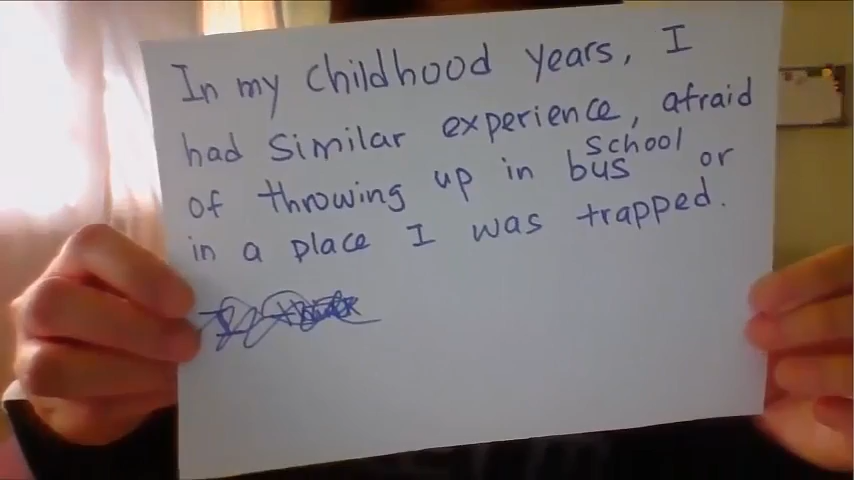 In my childhood years, I
had similar experience, afraid
of throwing up in school bus or
in a place I was trapped.